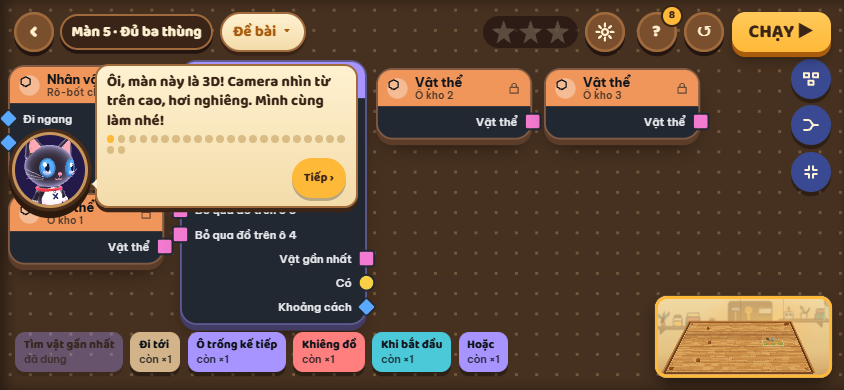 Màn 5 · Đủ ba thùng
Đề bài
8
?
CHẠY
Nhân
Rô-bốt
Ôi, màn này là 3D! Camera nhìn từ
trên cao, hơi nghiêng. Mình cùng
làm nhé!
Tiếp ›
Vật thể
Ô kho 2
Vật thể
Vật thể
Ô kho 3
Vật thể
Đi ngang
thể
Ô kho 1
Vật thể
Bỏ qua đồ trên ô 4
Vật gần nhất
Có
Khoảng cách
Tìm vật gần nhất
đã dùng
Đi tới
còn ×1
Ô trống kế tiếp
còn ×1
Khiêng đồ
còn ×1
Khi bắt đầu
còn ×1
Hoặc
còn ×1